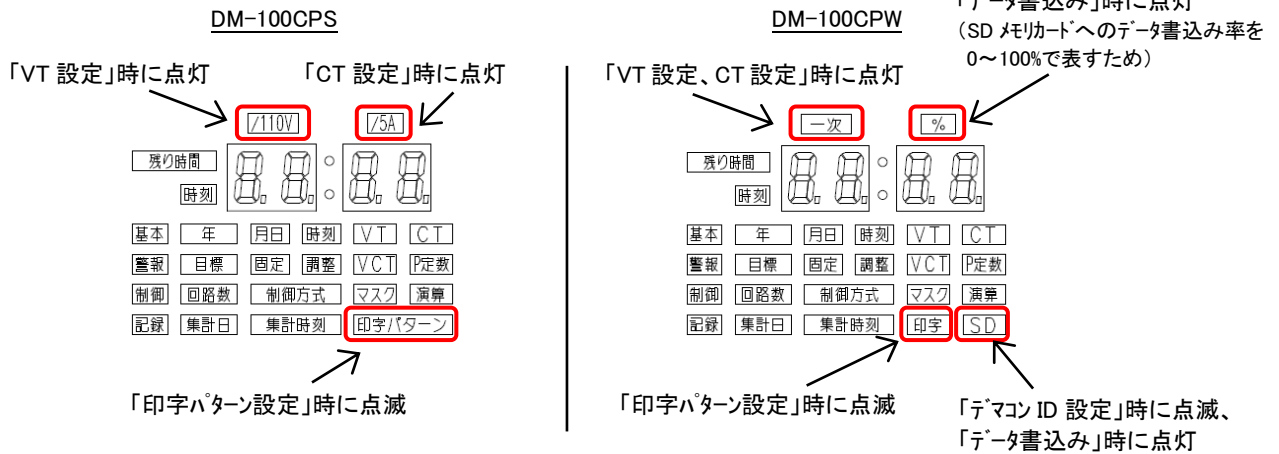 「データ書込み」時に点灯
DM-100CPS
DM-100CPW
(SD ﾒﾓﾘｶｰﾄﾞへのﾃﾞｰﾀ書込み率を
0～100%で表すため)
「VT 設定」時に点灯
「CT 設定」時に点灯
「VT 設定、CT 設定」時に点灯
/110V /5A
一次 %
残り時間 88:88
時刻
残り時間 88:88
時刻
基本 年 月日 時刻 VT CT
警報 目標 固定 調整 VCT P定数
制御 回路数 制御方式 マスク 演算
記録 集計日 集計時刻 印字パターン
基本 年 月日 時刻 VT CT
警報 目標 固定 調整 VCT P定数
制御 回路数 制御方式 マスク 演算
記録 集計日 集計時刻 印字 SD
「印字ﾊﾟﾀｰﾝ設定」時に点滅
「印字ﾊﾟﾀｰﾝ設定」時に点滅
「ﾃﾞﾏｺﾝ ID 設定」時に点滅、
「ﾃﾞｰﾀ書込み」時に点灯